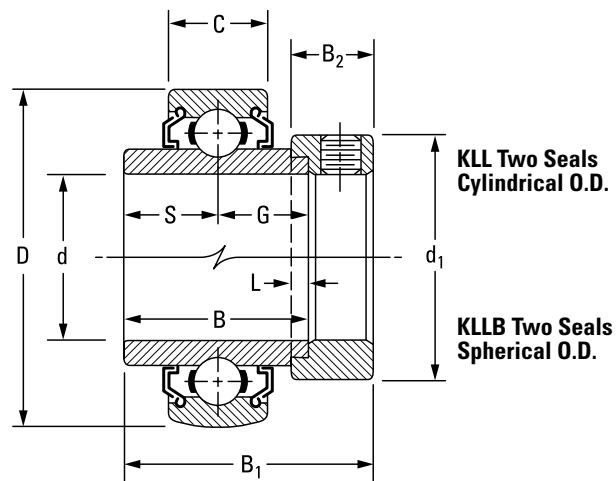 C
B₂
KLL Two Seals
Cylindrical O.D.
S
G
D
d
d₁
L
B
KLLB Two Seals
Spherical O.D.
B₁